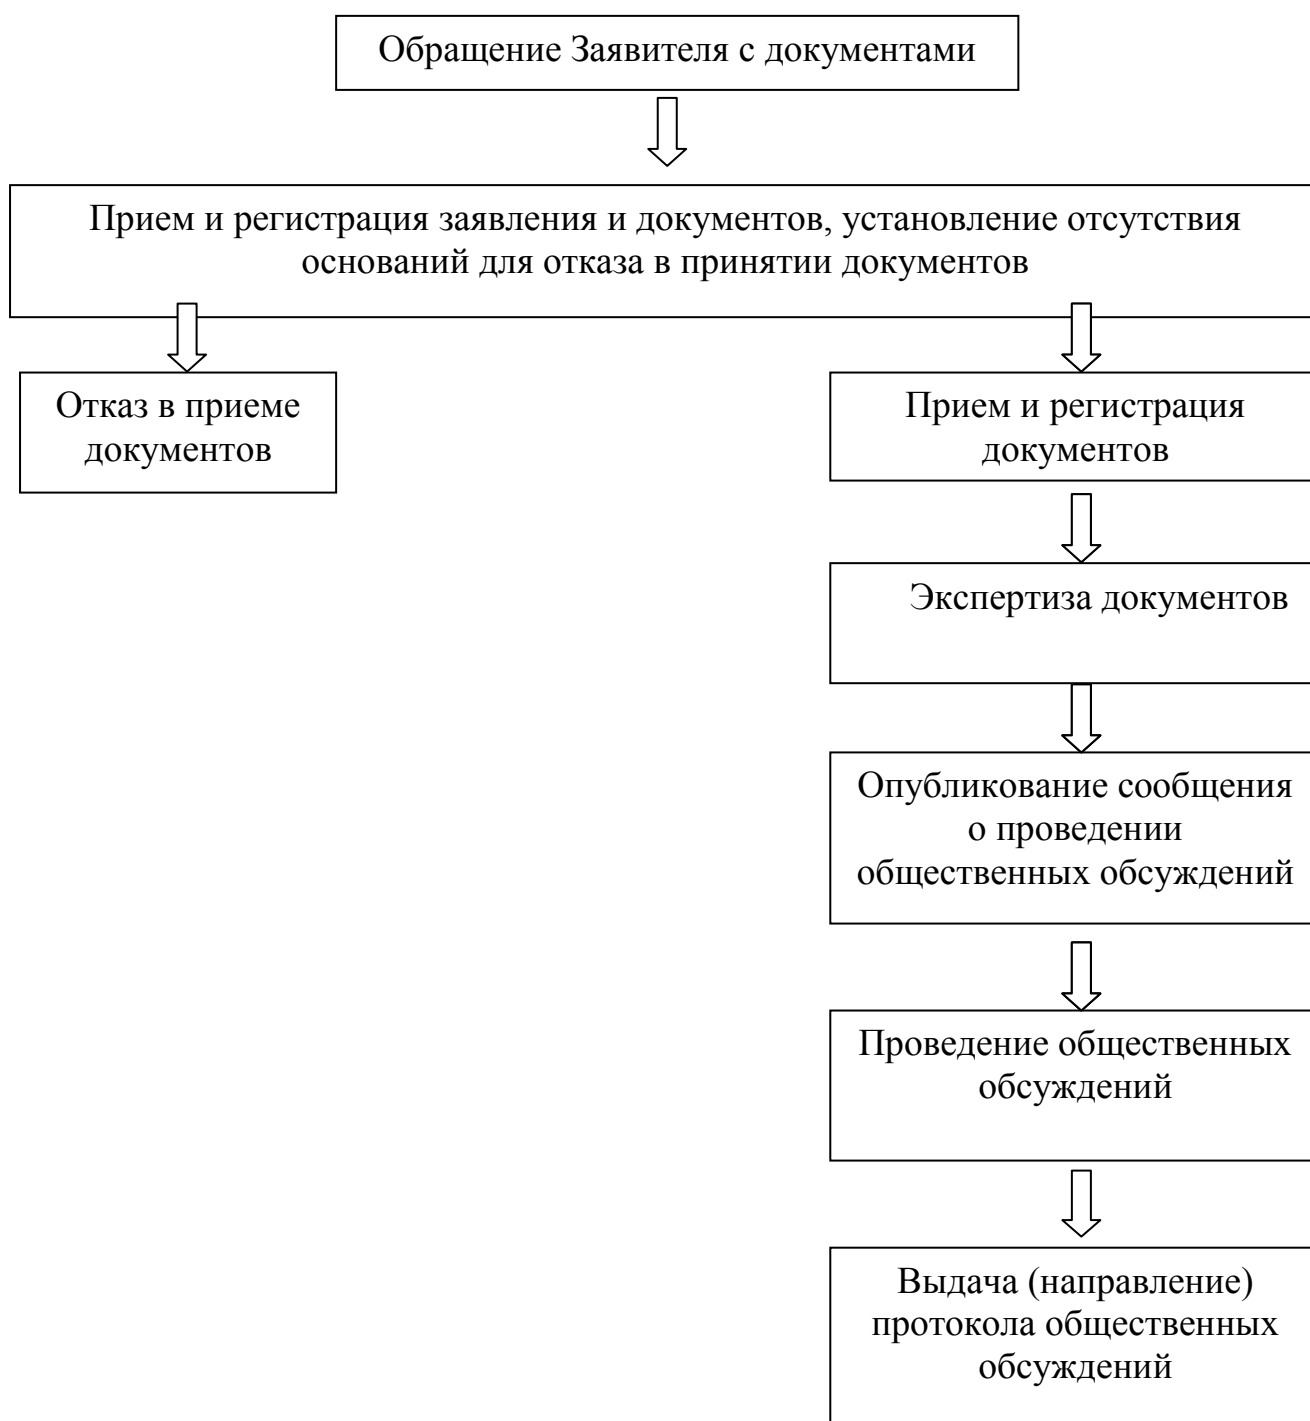 Обращение Заявителя с документами
Прием и регистрация заявления и документов, установление отсутствия
оснований для отказа в принятии документов
Отказ в приеме
документов
Прием и регистрация
документов
Экспертиза документов
Опубликование сообщения
о проведении
общественных обсуждений
Проведение общественных
обсуждений
Выдача (направление)
протокола общественных
обсуждений